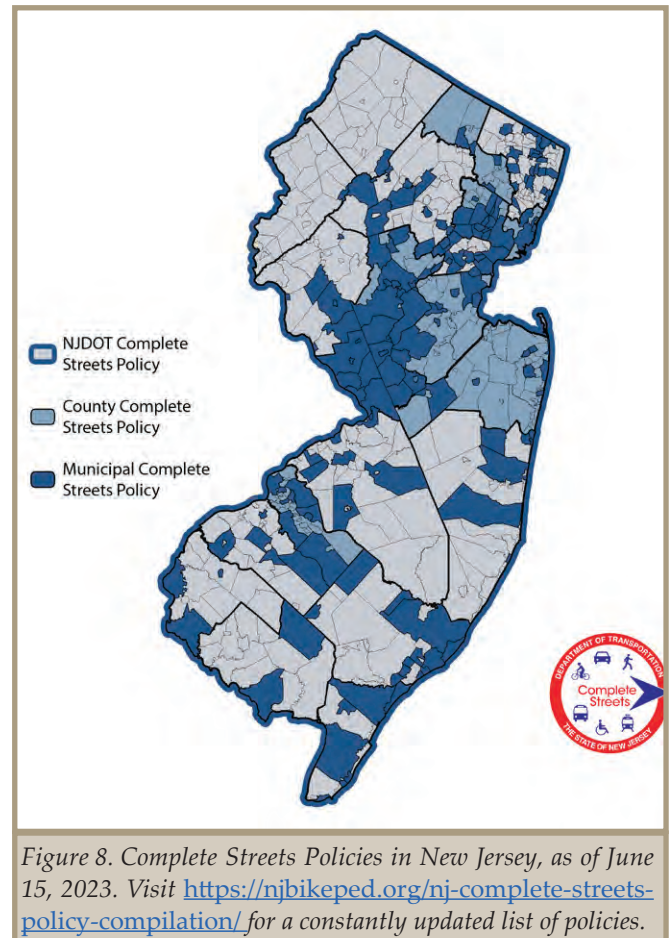 NJDOT Complete
Streets Policy
County Complete
Streets Policy
Municipal Complete
Streets Policy
DEPARTMENT OF TRANSPORTATION
Complete
Streets
THE STATE OF NEW JERSEY
Figure 8. Complete Streets Policies in New Jersey, as of June
15, 2023. Visit https://njbikeped.org/nj-complete-streets-
policy-compilation/ for a constantly updated list of policies.